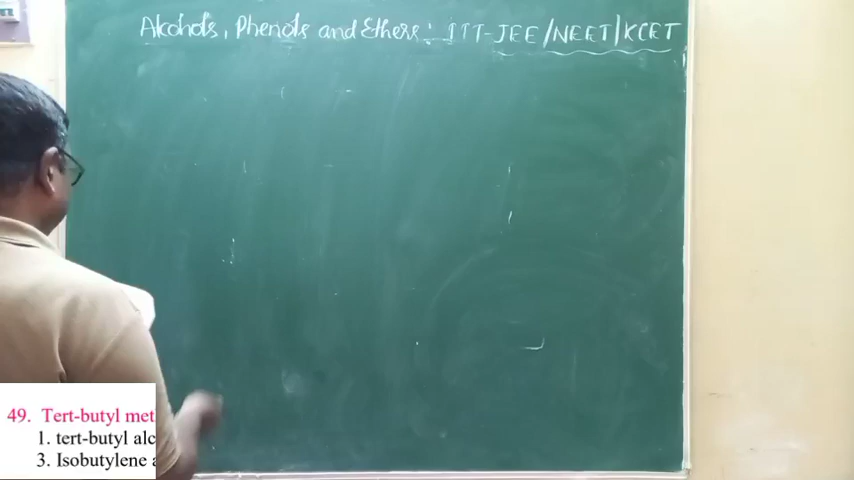 Alcohols, Phenols and Ethers: IIT-JEE/NEET/KCET
49. Tert-butyl met
1. tert-butyl alc
3. Isobutylene a